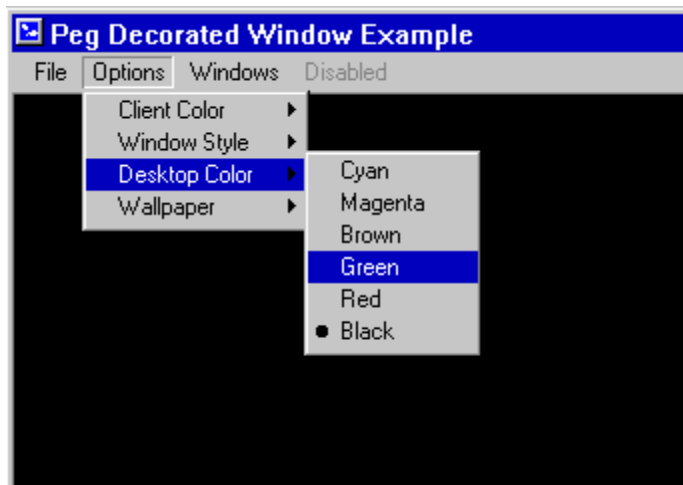 Peg Decorated Window Example
File Options Windows Disabled
Client Color
Window Style
Desktop Color
Wallpaper
Cyan
Magenta
Brown
Green
Red
Black